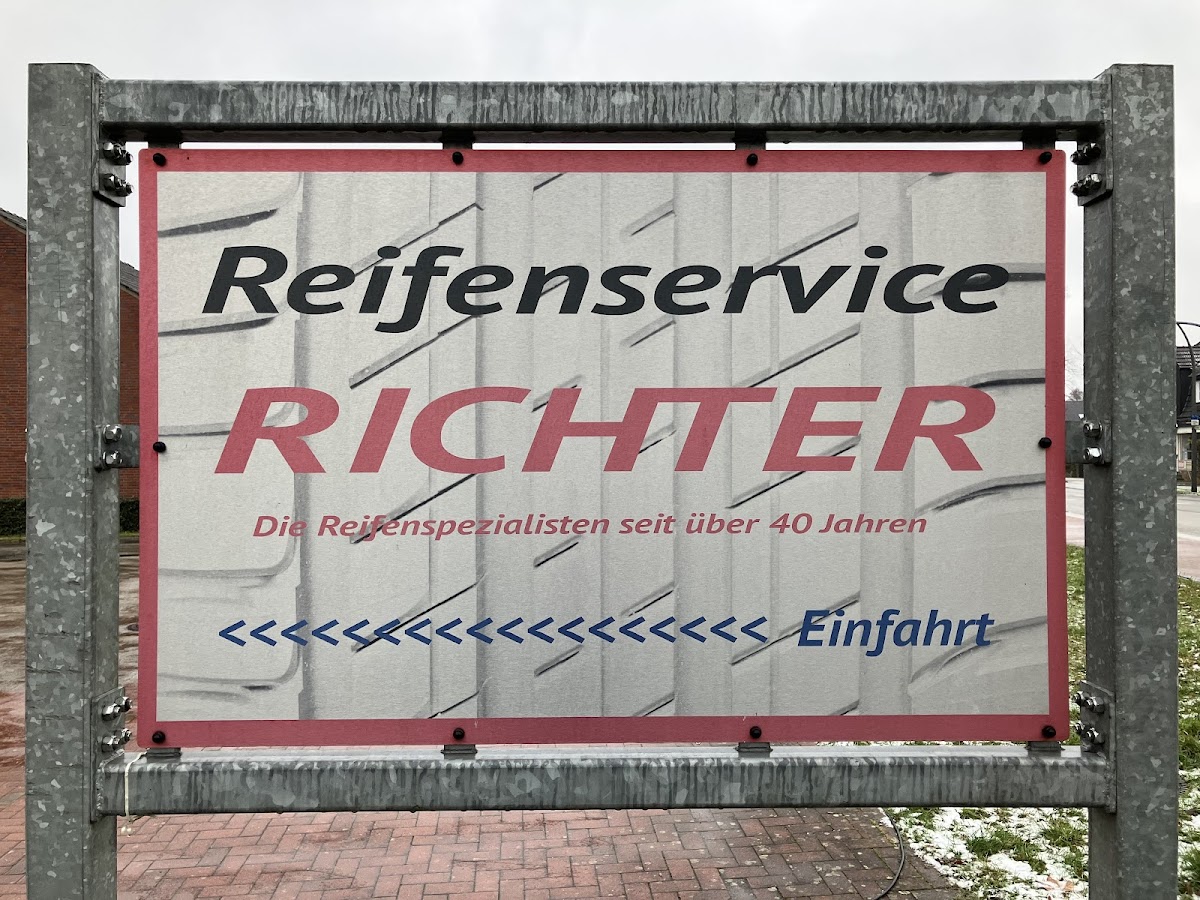 Reifenservice
RICHTER
Die Reifenspezialisten seit über 40 Jahren
<<<<<<<<<<<<<<<<<< Einfahrt